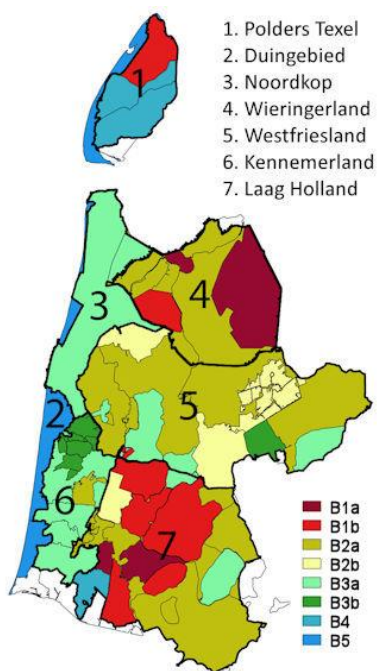 1. Polders Texel
2. Duingebied
3. Noordkop
4. Wieringerland
5. Westfriesland
6. Kennemerland
7. Laag Holland
1
3
4
2
5
6
7
B1a
B1b
B2a
B2b
B3a
B3b
B4
B5